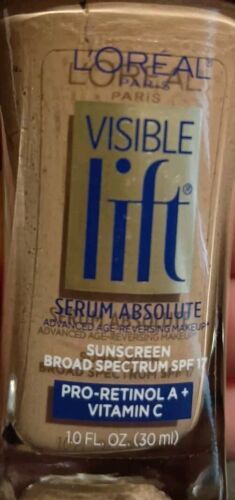 L'ORÉAL
PARIS
VISIBLE
lift®
SERUM ABSOLUTE
ADVANCED AGE-REVERSING MAKEUP
SUNSCREEN
BROAD SPECTRUM SPF 17
PRO-RETINOL A +
VITAMIN C
1.0 FL. OZ. (30 ml)